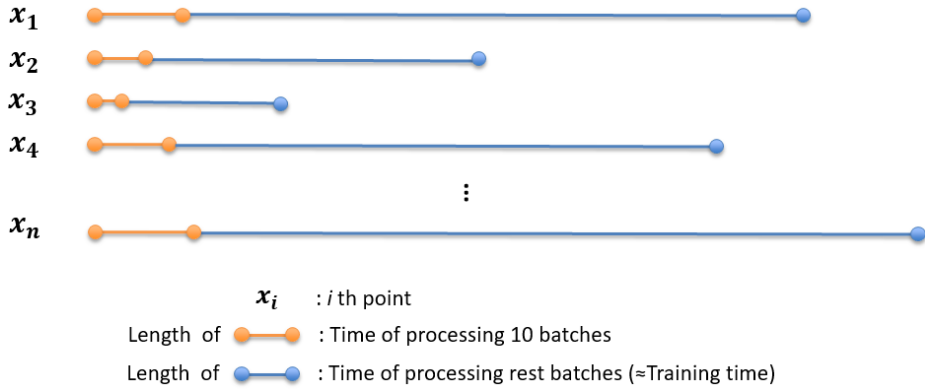 x₁
x₂
x₃
x₄
⋮
xₙ
xᵢ : i th point
Length of : Time of processing 10 batches
Length of : Time of processing rest batches (≈Training time)